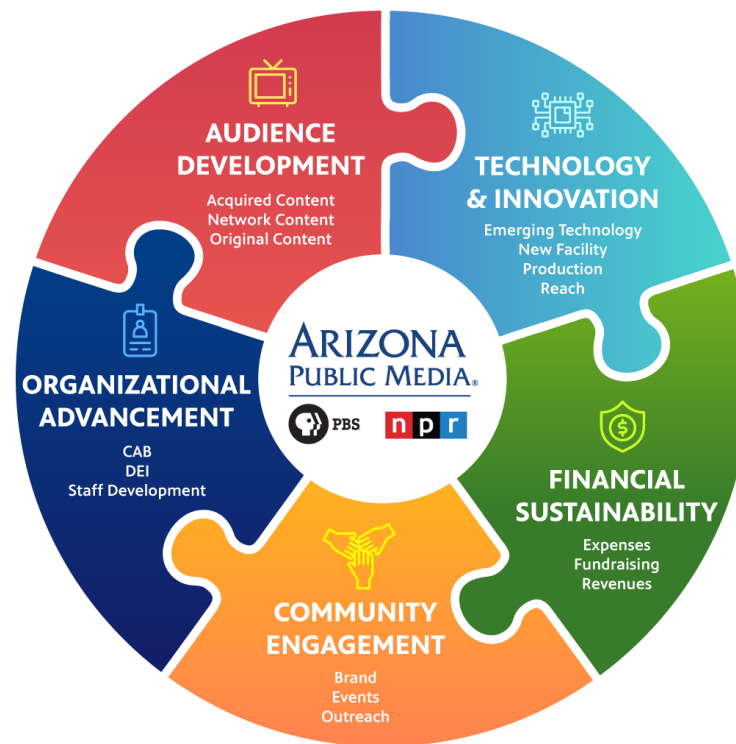 AUDIENCE
DEVELOPMENT
Acquired Content
Network Content
Original Content
TECHNOLOGY
& INNOVATION
Emerging Technology
New Facility
Production
Reach
ARIZONA
PUBLIC MEDIA®
PBS
npr
ORGANIZATIONAL
ADVANCEMENT
CAB
DEI
Staff Development
FINANCIAL
SUSTAINABILITY
Expenses
Fundraising
Revenues
COMMUNITY
ENGAGEMENT
Brand
Events
Outreach